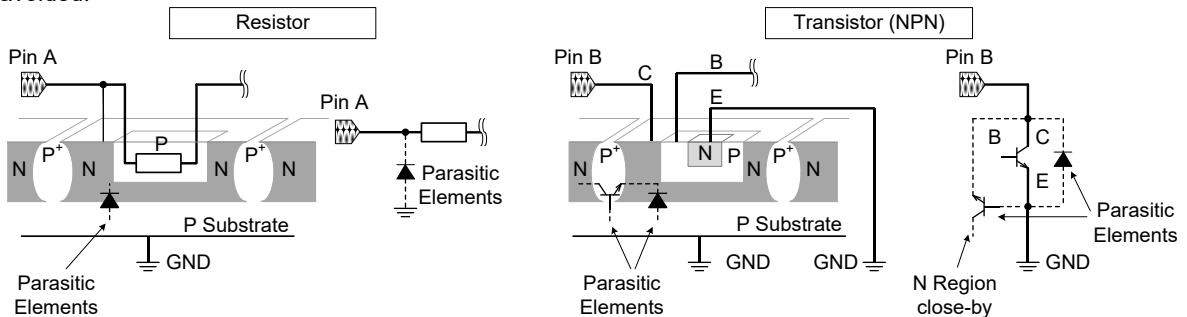 Resistor
Transistor (NPN)
Pin A
Pin B
C
B
E
Pin B
Pin A
N
P+
N
P
P+
N
N
P+
N
N
P
P+
N
B
C
E
Parasitic
Elements
Parasitic
Elements
P Substrate
GND
Parasitic
Elements
P Substrate
GND
GND
Parasitic
Elements
N Region
close-by
GND